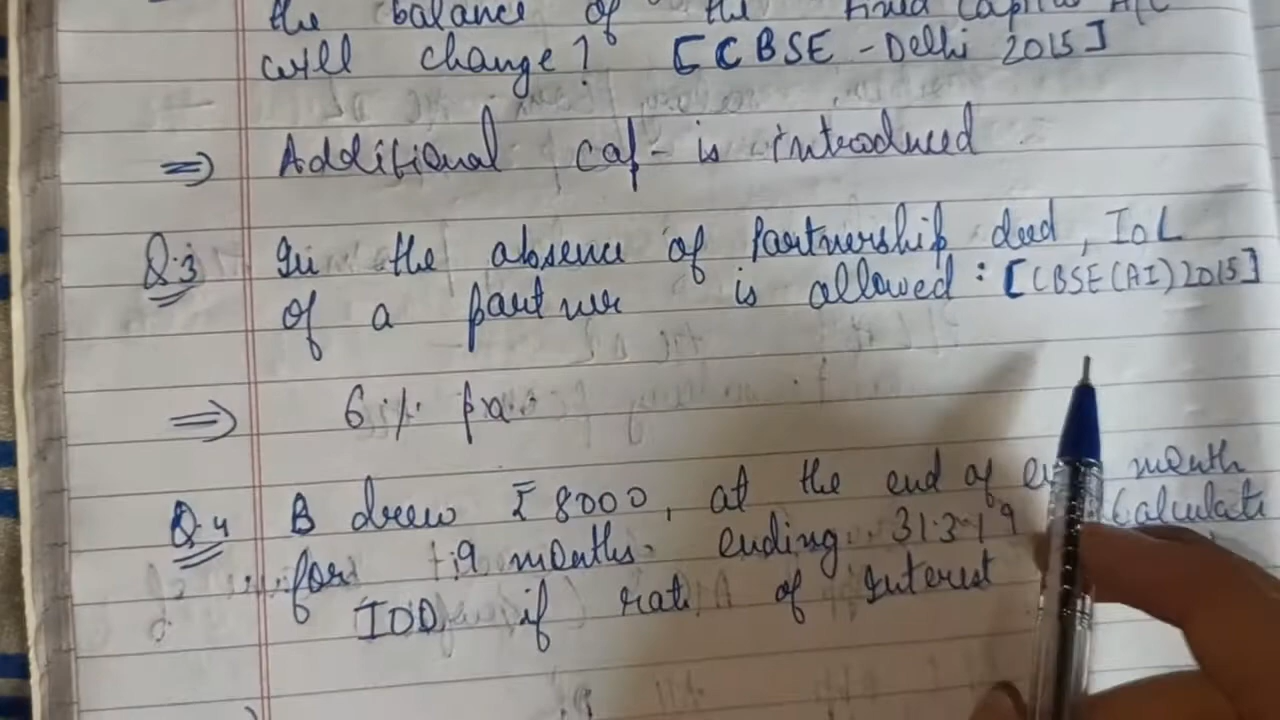 the balance of the fixed capital A/C
will change? [CBSE - Delhi 2015]
⇒ Additional cap- is introduced
Q.3 In the absence of Partnership deed, IOL
of a partner is allowed : [CBSE(AI) 2015]
⇒ 6% p.a.
Q.4 B drew ₹ 8000, at the end of month
for 9 months ending 31.3.19 Calculate
IOD if rate of Interest